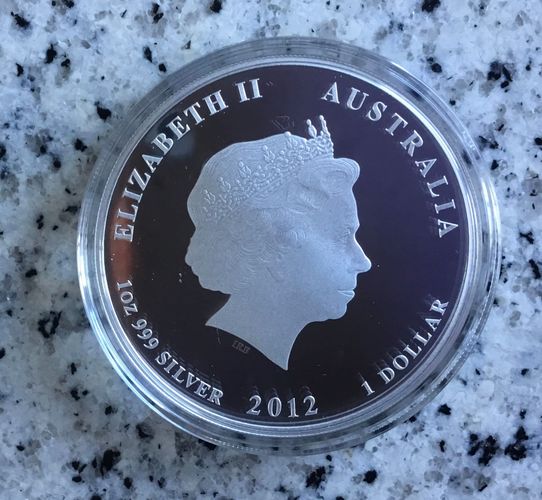 ELIZABETH II
AUSTRALIA
1OZ 999 SILVER
2012
1 DOLLAR
IRB